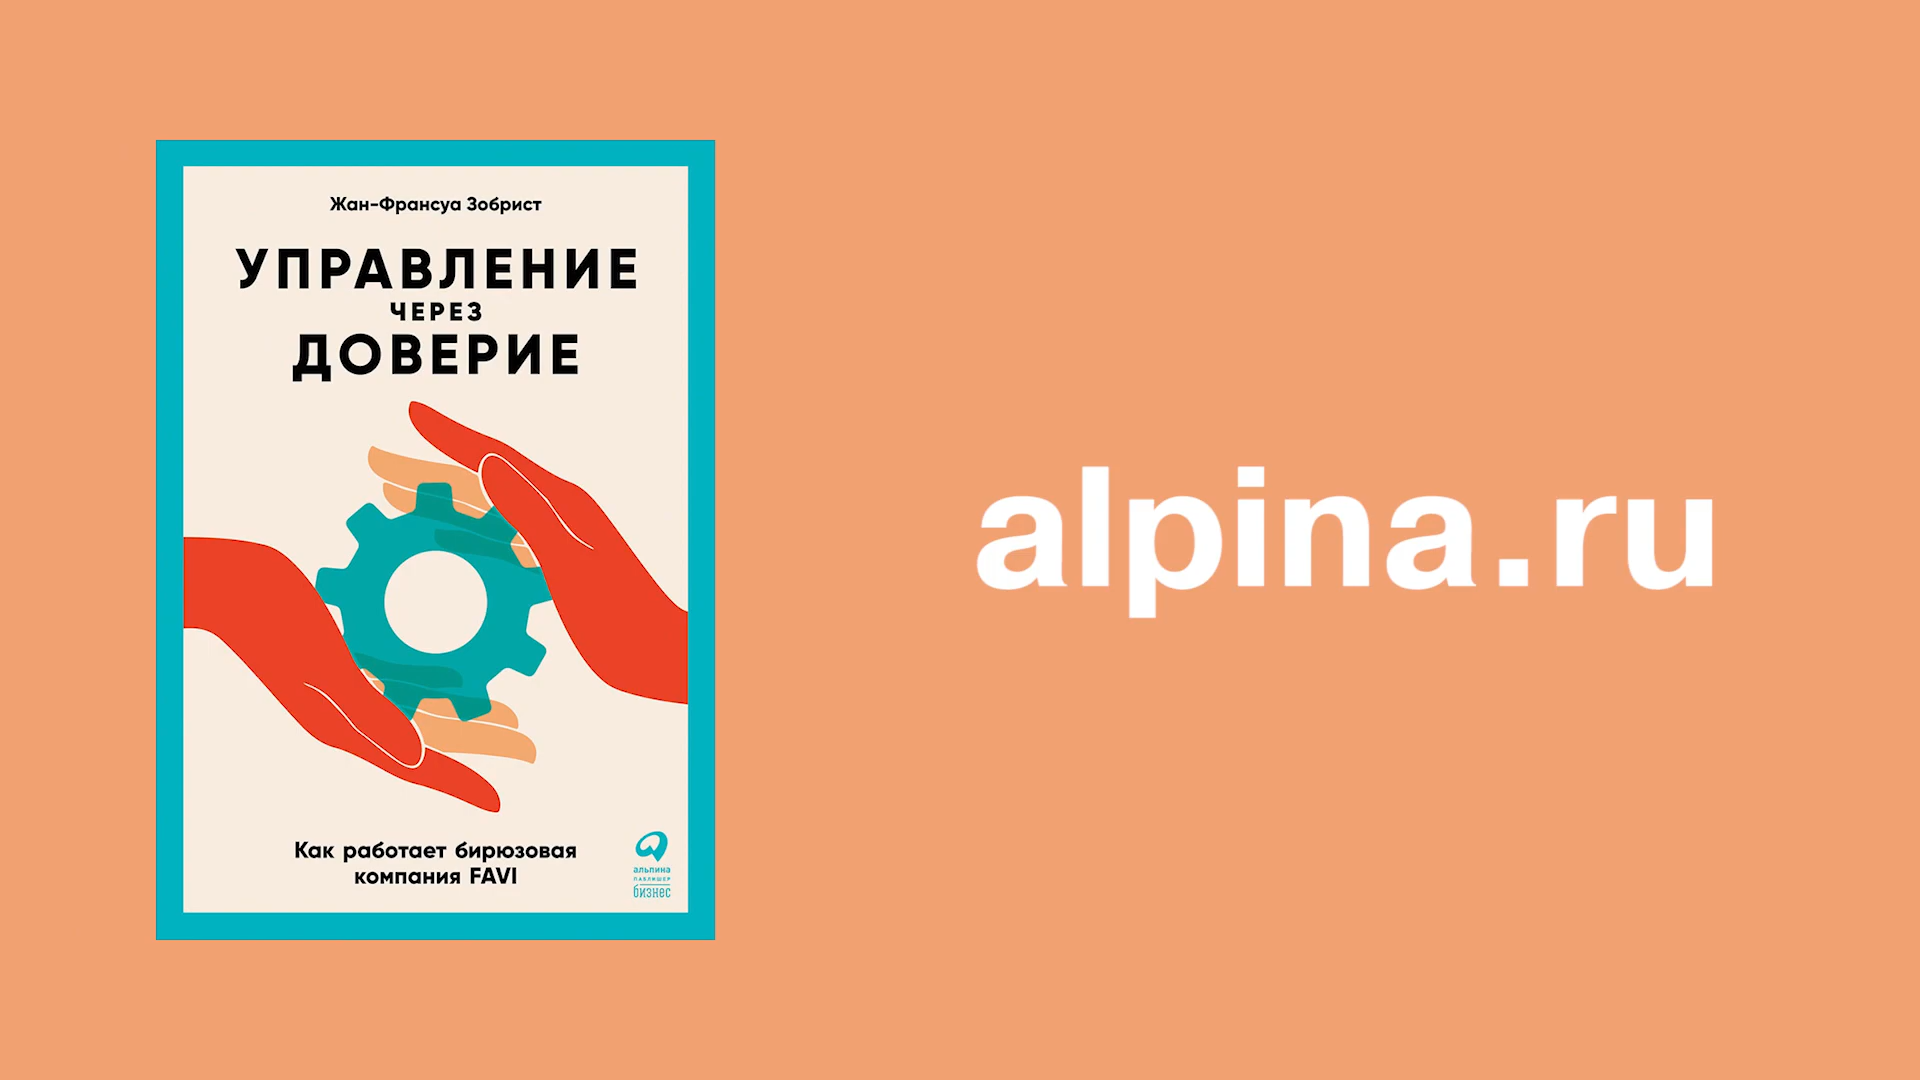 Жан-Франсуа Зобрист
УПРАВЛЕНИЕ
ЧЕРЕЗ
ДОВЕРИЕ
Как работает бирюзовая
компания FAVI
альпина
ПАБЛИШЕР
бизнес
alpina.ru